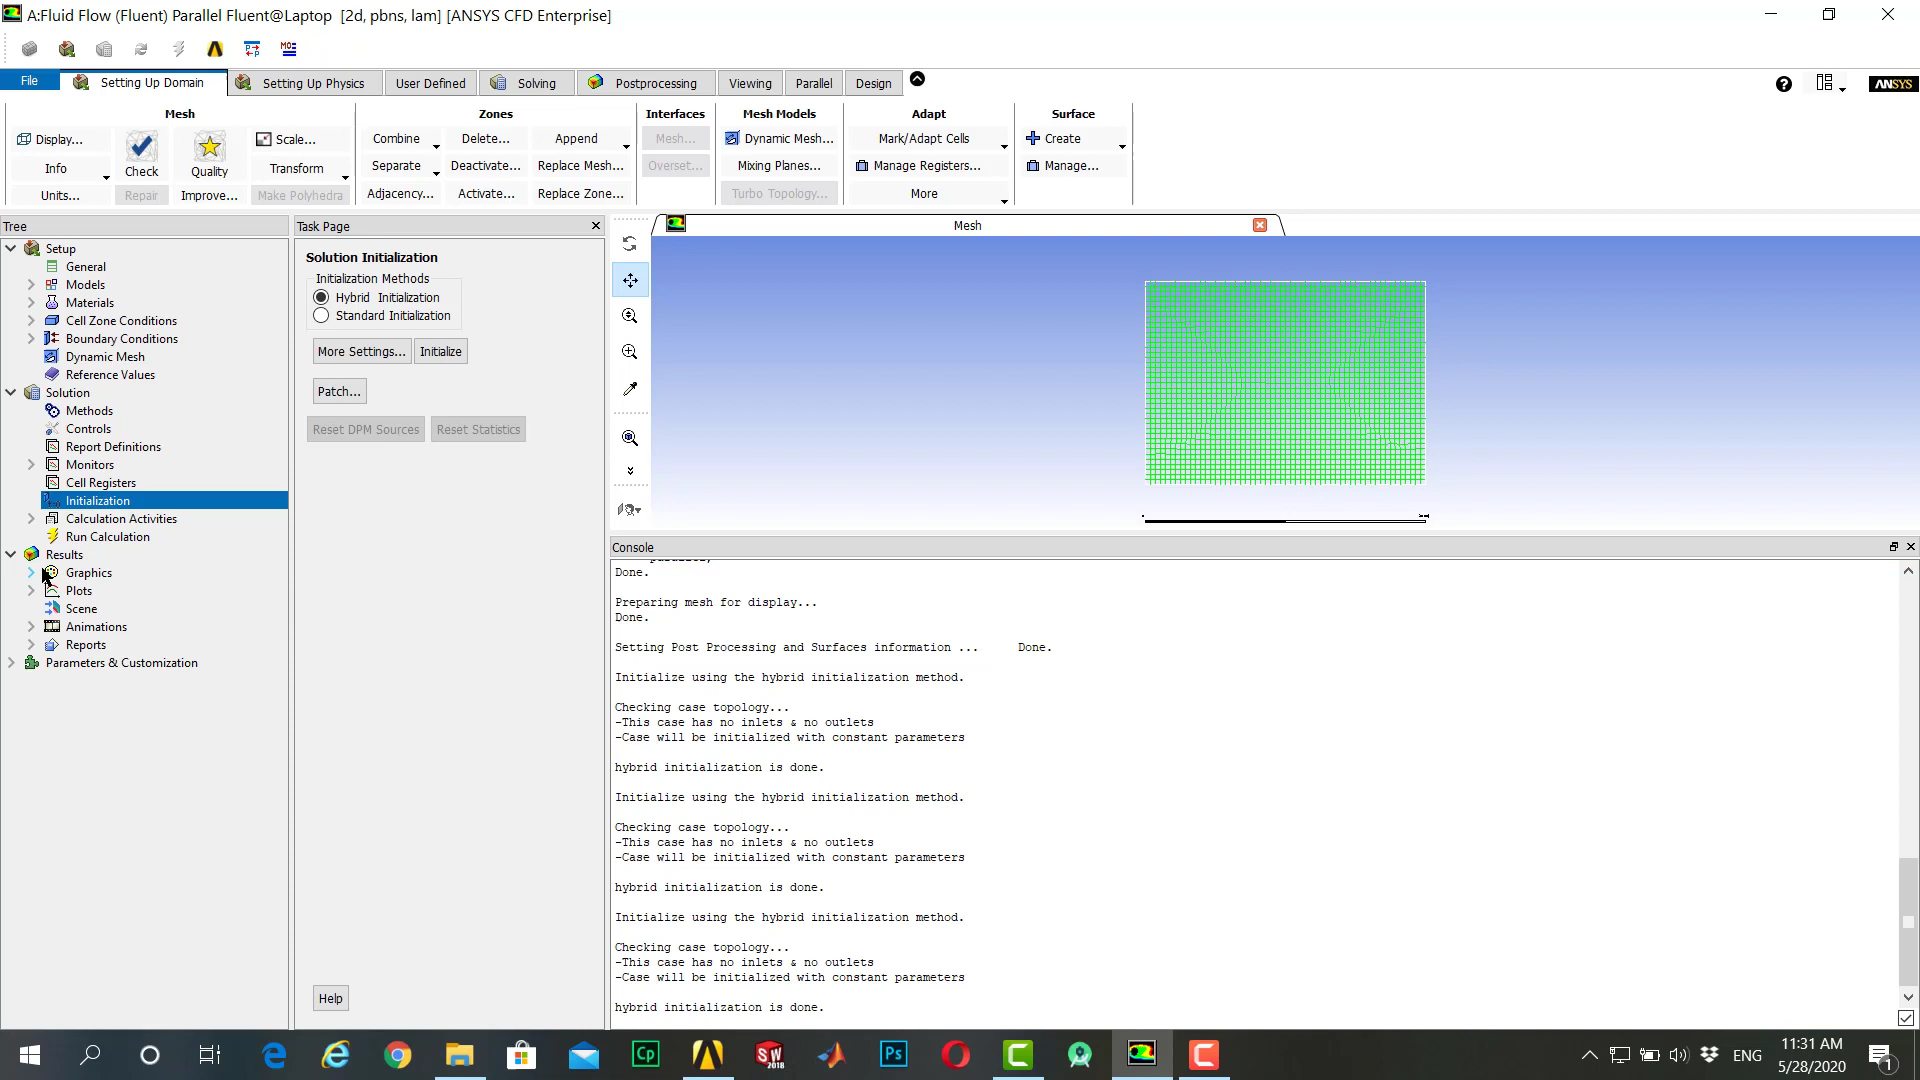 A:Fluid Flow (Fluent) Parallel Fluent@Laptop [2d, pbns, lam] [ANSYS CFD Enterprise]
File
Setting Up Domain
Setting Up Physics
User Defined
Solving
Postprocessing
Viewing
Parallel
Design
ANSYS
Mesh
Zones
Interfaces
Mesh Models
Adapt
Surface
Display...
Check
Quality
Scale...
Combine
Delete...
Append
Mesh...
Dynamic Mesh...
Mark/Adapt Cells
Create
Info
Transform
Separate
Deactivate...
Replace Mesh...
Overset...
Mixing Planes...
Manage Registers...
Manage...
Units...
Repair
Improve...
Make Polyhedra
Adjacency...
Activate...
Replace Zone...
Turbo Topology...
More
Tree
Setup
General
Models
Materials
Cell Zone Conditions
Boundary Conditions
Dynamic Mesh
Reference Values
Solution
Methods
Controls
Report Definitions
Monitors
Cell Registers
Initialization
Calculation Activities
Run Calculation
Results
Graphics
Plots
Scene
Animations
Reports
Parameters & Customization
Task Page
Solution Initialization
Initialization Methods
Hybrid Initialization
Standard Initialization
More Settings...
Initialize
Patch...
Reset DPM Sources
Reset Statistics
Help
Mesh
Console
Done.
Preparing mesh for display...
Done.
Setting Post Processing and Surfaces information ... Done.
Initialize using the hybrid initialization method.
Checking case topology...
-This case has no inlets & no outlets
-Case will be initialized with constant parameters
hybrid initialization is done.
Initialize using the hybrid initialization method.
Checking case topology...
-This case has no inlets & no outlets
-Case will be initialized with constant parameters
hybrid initialization is done.
Initialize using the hybrid initialization method.
Checking case topology...
-This case has no inlets & no outlets
-Case will be initialized with constant parameters
hybrid initialization is done.
Cp
SW
2018
Ps
ENG
11:31 AM
5/28/2020
1